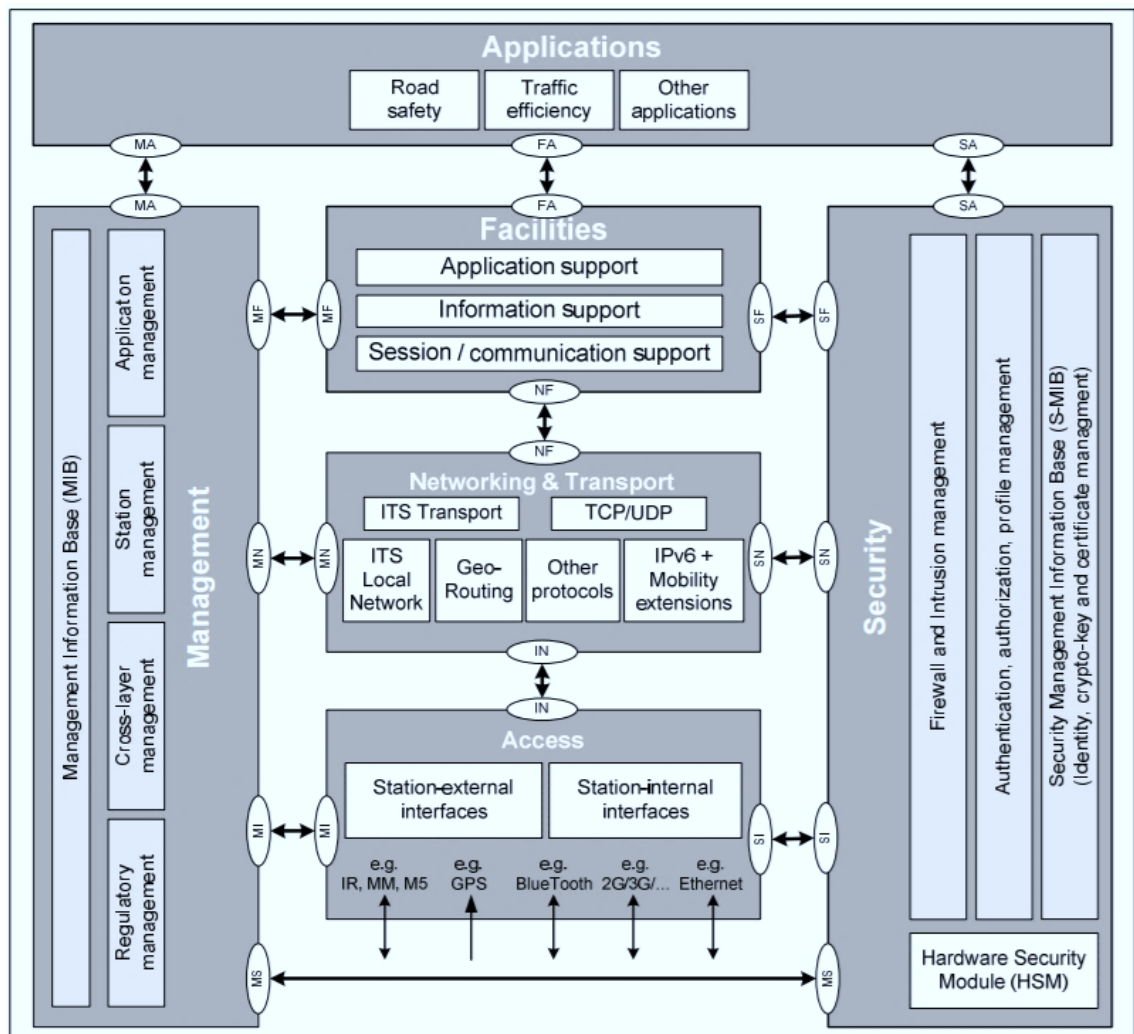 Applications
Road
safety
Traffic
efficiency
Other
applications
MA
FA
SA
MA
FA
SA
Management Information Base (MIB)
Application
management
Station
management
Cross-layer
management
Regulatory
management
Management
MF
MN
MI
MS
Facilities
Application support
Information support
Session / communication support
MF
SF
NF
NF
Networking & Transport
ITS Transport
TCP/UDP
ITS
Local
Network
Geo-
Routing
Other
protocols
IPv6 +
Mobility
extensions
MN
SN
IN
IN
Access
Station-external
interfaces
Station-internal
interfaces
MI
SI
e.g.
IR, MM, M5
e.g.
GPS
e.g.
BlueTooth
e.g.
2G/3G/...
e.g.
Ethernet
SF
SN
SI
MS
Security
Firewall and Intrusion management
Authentication, authorization, profile management
Security Management Information Base (S-MIB)
(Identity, crypto-key and certificate managment)
Hardware Security
Module (HSM)